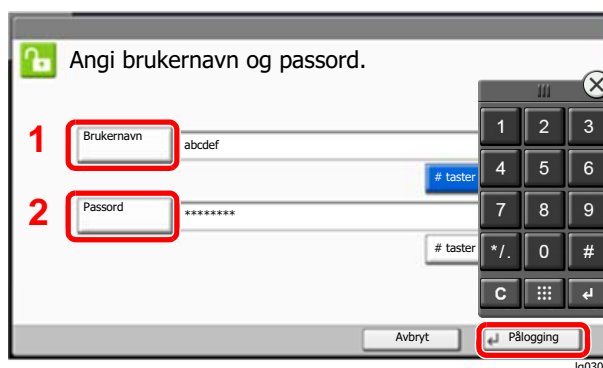 Angi brukernavn og passord.
1 Brukernavn abcdef
# taster
2 Passord ********
# taster
1 2 3
4 5 6
7 8 9
*/. 0 #
C
Avbryt Pålogging